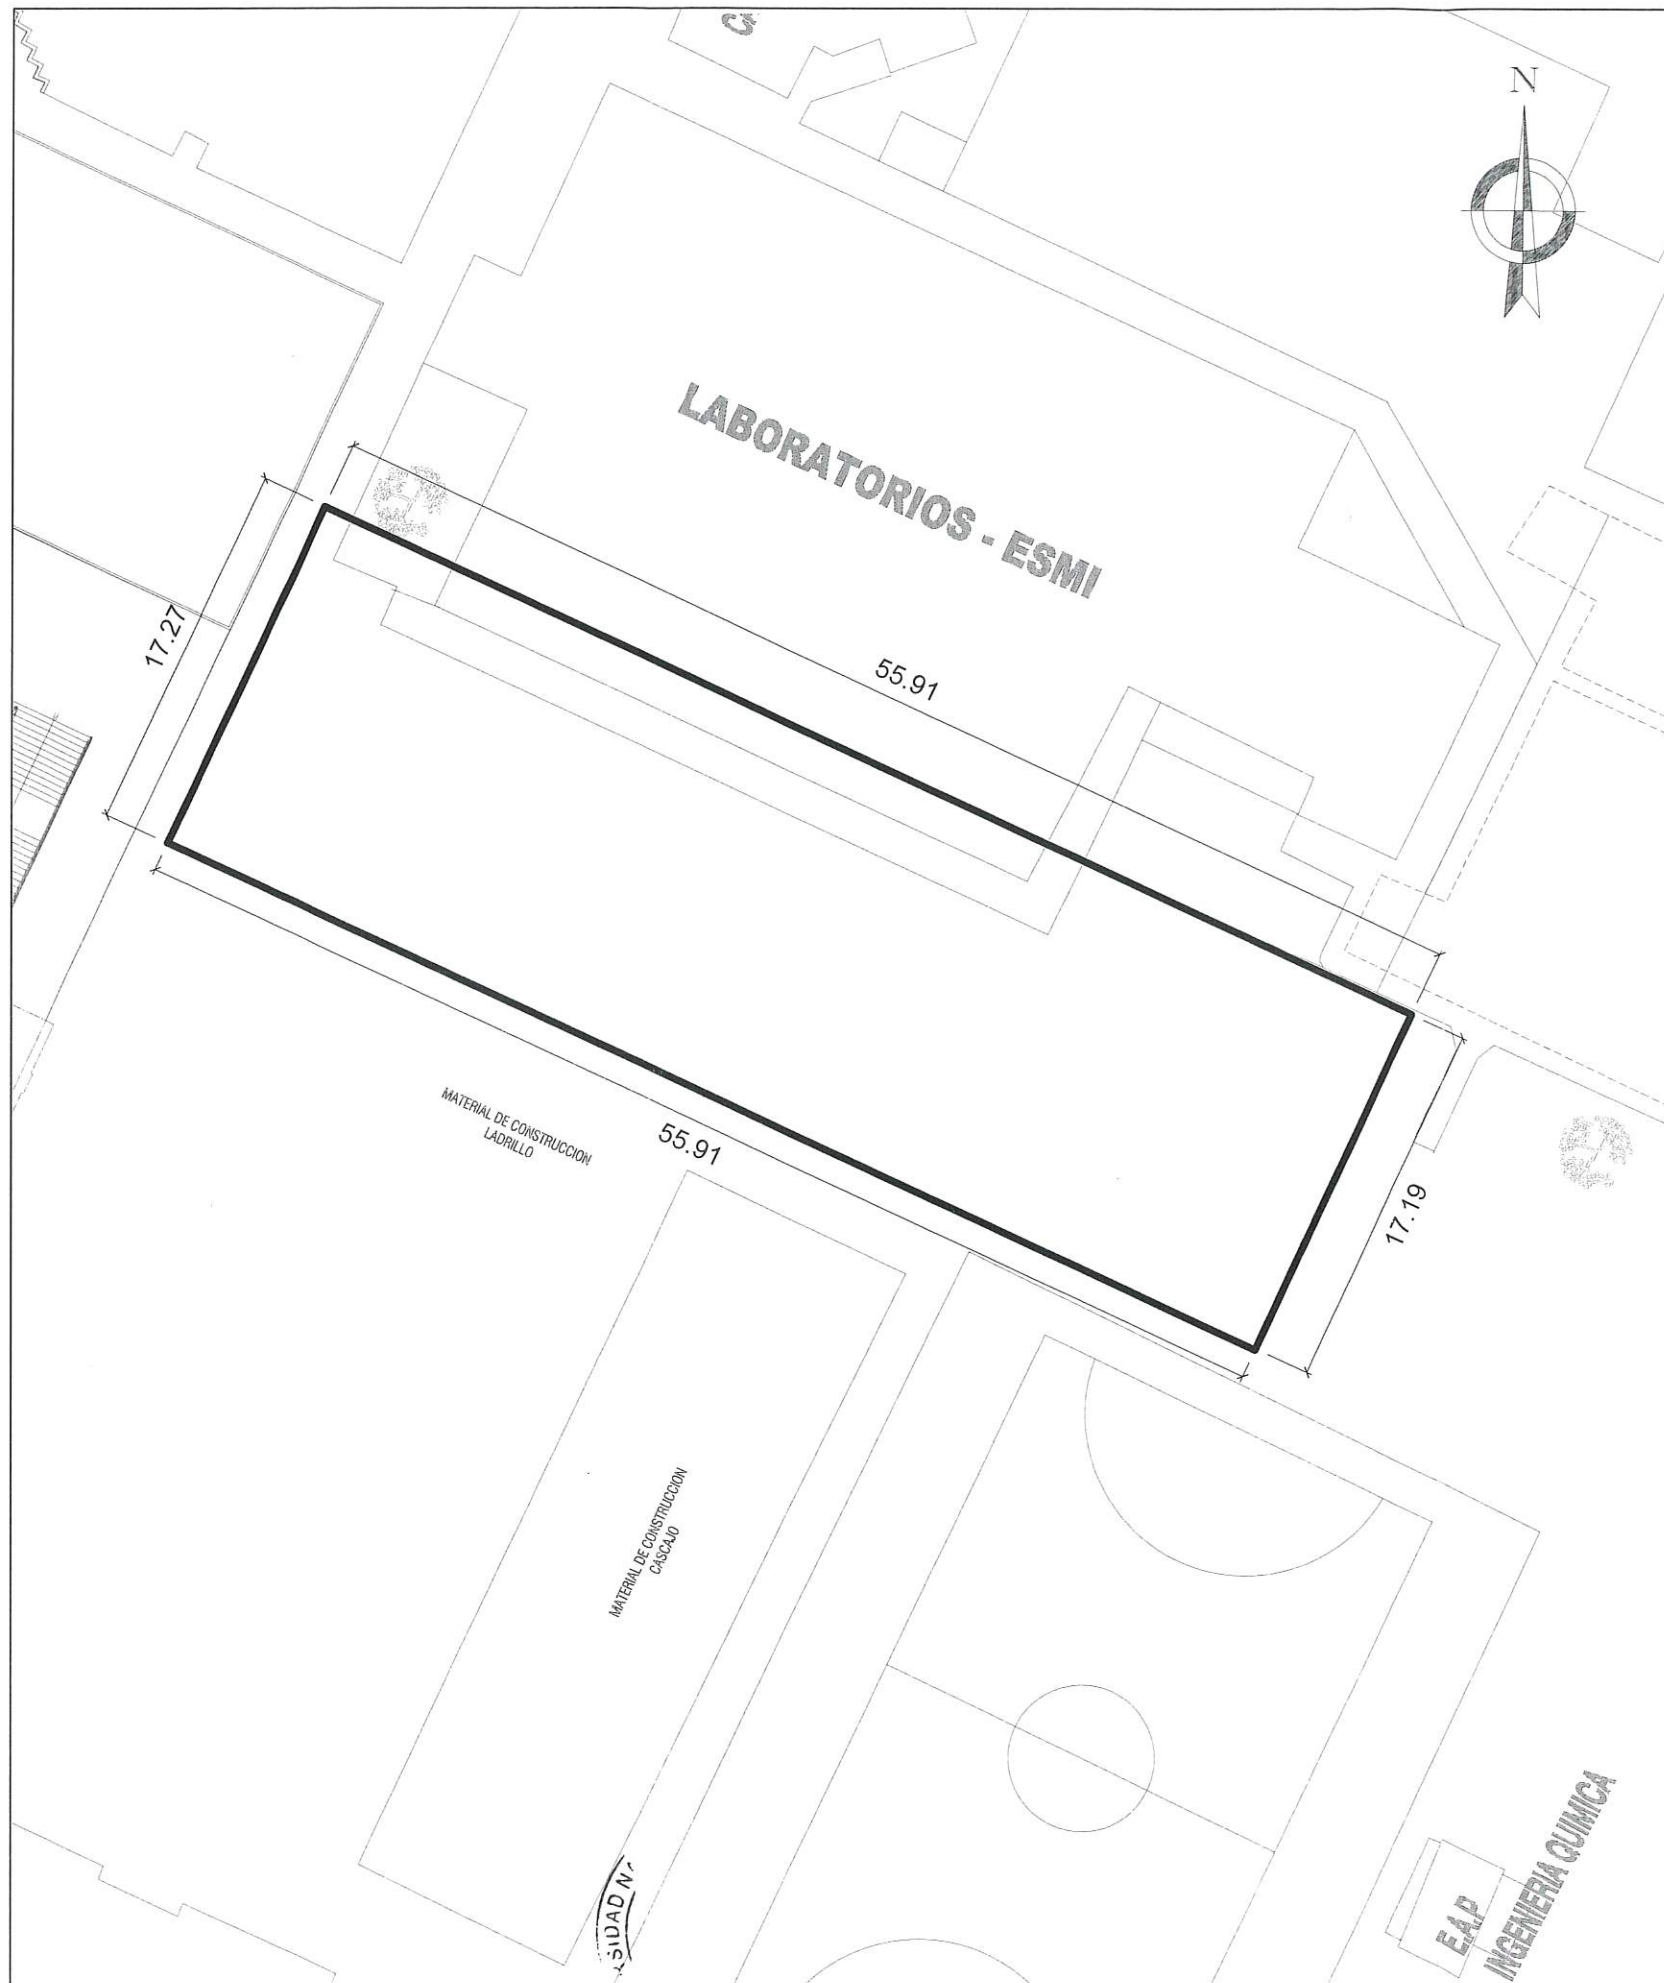 N
LABORATORIOS - ESMI
17.27
55.91
MATERIAL DE CONSTRUCCION
LADRILLO
55.91
17.19
MATERIAL DE CONSTRUCCION
CASCAJO
E.A.P
INGENIERIA QUIMICA